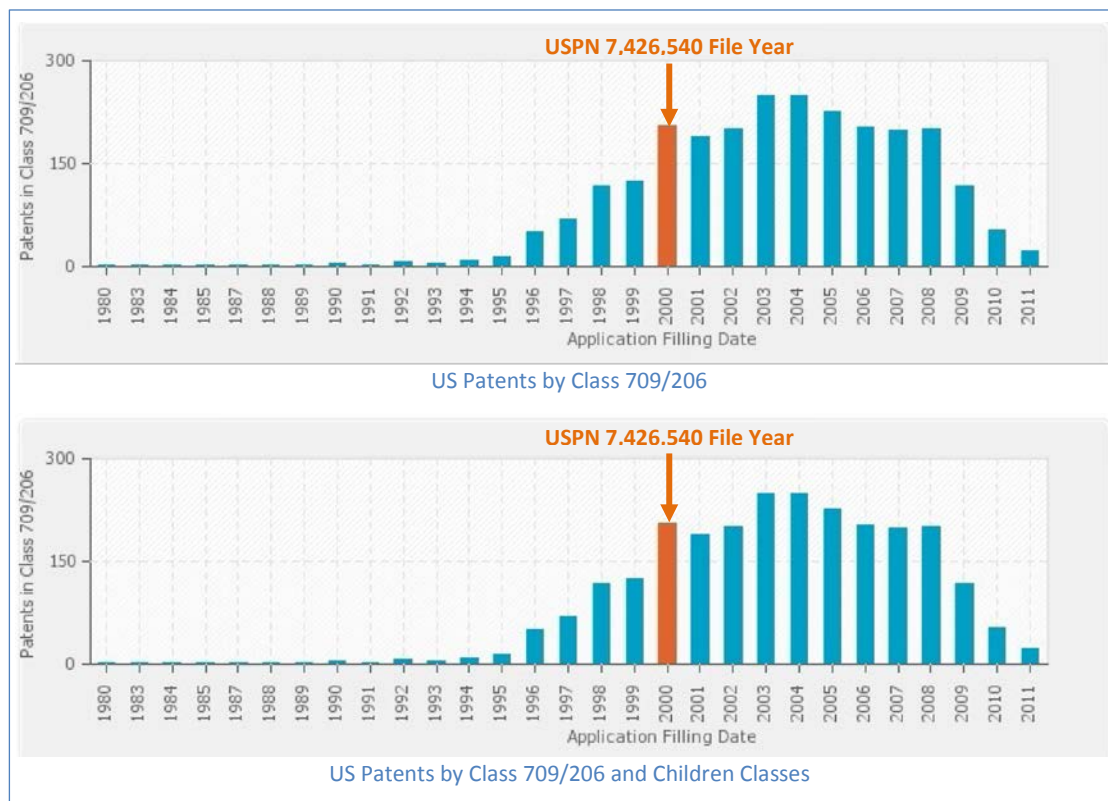 USPN 7,426,540 File Year
300
150
0
Patents in Class 709/206
1980 1983 1984 1985 1987 1988 1989 1990 1991 1992 1993 1994 1995 1996 1997 1998 1999 2000 2001 2002 2003 2004 2005 2006 2007 2008 2009 2010 2011
Application Filling Date
US Patents by Class 709/206
USPN 7,426,540 File Year
300
150
0
Patents in Class 709/206
1980 1983 1984 1985 1987 1988 1989 1990 1991 1992 1993 1994 1995 1996 1997 1998 1999 2000 2001 2002 2003 2004 2005 2006 2007 2008 2009 2010 2011
Application Filling Date
US Patents by Class 709/206 and Children Classes